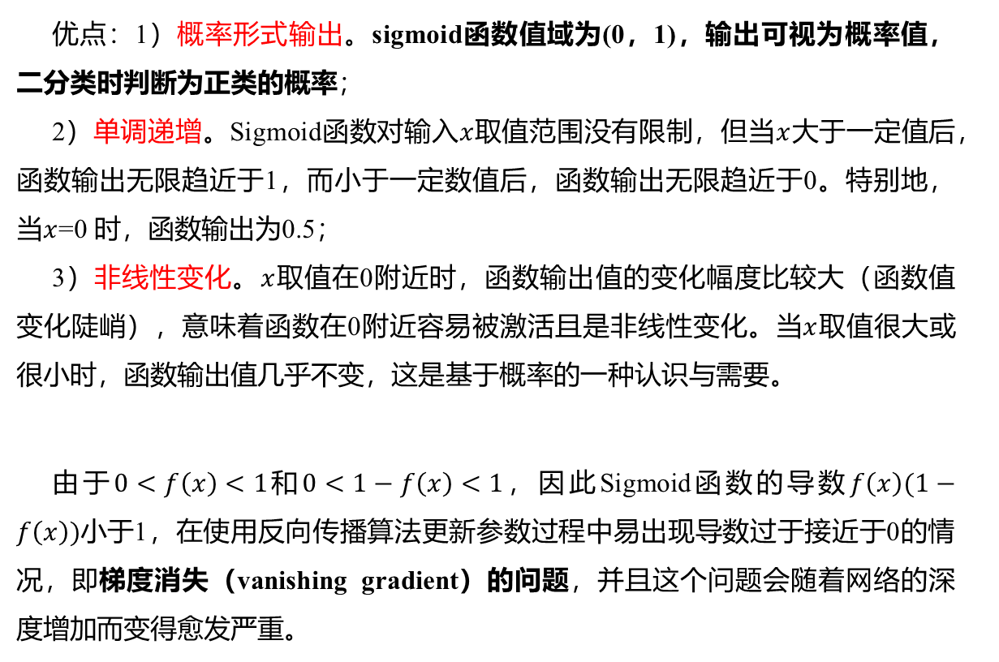 优点：1）概率形式输出。sigmoid函数值域为(0，1)，输出可视为概率值，
二分类时判断为正类的概率；
2）单调递增。Sigmoid函数对输入𝑥取值范围没有限制，但当𝑥大于一定值后，
函数输出无限趋近于1，而小于一定数值后，函数输出无限趋近于0。特别地，
当𝑥=0 时，函数输出为0.5；
3）非线性变化。𝑥取值在0附近时，函数输出值的变化幅度比较大（函数值
变化陡峭），意味着函数在0附近容易被激活且是非线性变化。当𝑥取值很大或
很小时，函数输出值几乎不变，这是基于概率的一种认识与需要。
由于0 < 𝑓(𝑥) < 1和0 < 1 − 𝑓(𝑥) < 1，因此Sigmoid函数的导数𝑓(𝑥)(1 −
𝑓(𝑥))小于1，在使用反向传播算法更新参数过程中易出现导数过于接近于0的情
况，即梯度消失（vanishing gradient）的问题，并且这个问题会随着网络的深
度增加而变得愈发严重。